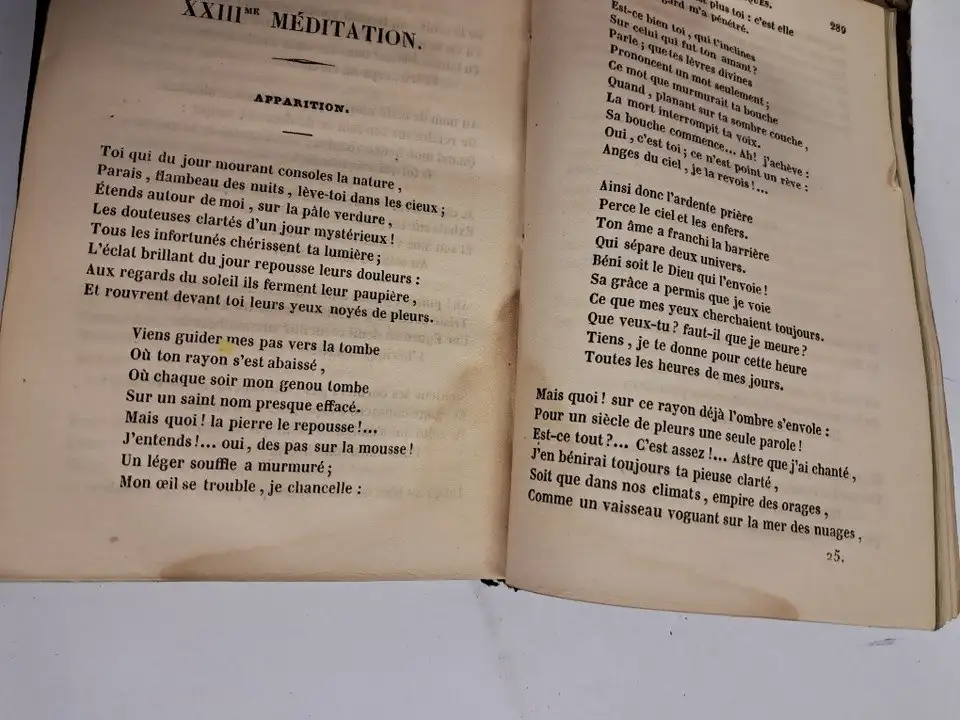 XXIIIME MÉDITATION.
APPARITION.
Toi qui du jour mourant consoles la nature,
Parais, flambeau des nuits, lève-toi dans les cieux;
Étends autour de moi, sur la pâle verdure,
Les douteuses clartés d'un jour mystérieux!
Tous les infortunés chérissent ta lumière;
L'éclat brillant du jour repousse leurs douleurs:
Aux regards du soleil ils ferment leur paupière,
Et rouvrent devant toi leurs yeux noyés de pleurs.
Viens guider mes pas vers la tombe
Où ton rayon s'est abaissé,
Où chaque soir mon genou tombe
Sur un saint nom presque effacé.
Mais quoi! la pierre le repousse!...
J'entends!... oui, des pas sur la mousse!
Un léger souffle a murmuré;
Mon œil se trouble, je chancelle:
289
plus toi: c'est elle
m'a pénétré.
Est-ce bien toi, qui t'inclines
Sur celui qui fut ton amant?
Parle; que tes lèvres divines
Prononcent un mot seulement;
Ce mot que murmurait ta bouche
Quand, planant sur ta sombre couche,
La mort interrompit ta voix.
Sa bouche commence... Ah! j'achève:
Oui, c'est toi; ce n'est point un rêve:
Anges du ciel, je la revois!...
Ainsi donc l'ardente prière
Perce le ciel et les enfers.
Ton âme a franchi la barrière
Qui sépare deux univers.
Béni soit le Dieu qui l'envoie!
Sa grâce a permis que je voie
Ce que mes yeux cherchaient toujours.
Que veux-tu? faut-il que je meure?
Tiens, je te donne pour cette heure
Toutes les heures de mes jours.
Mais quoi! sur ce rayon déjà l'ombre s'envole:
Pour un siècle de pleurs une seule parole!
Est-ce tout?... C'est assez!... Astre que j'ai chanté,
J'en bénirai toujours ta pieuse clarté,
Soit que dans nos climats, empire des orages,
Comme un vaisseau voguant sur la mer des nuages,
25.